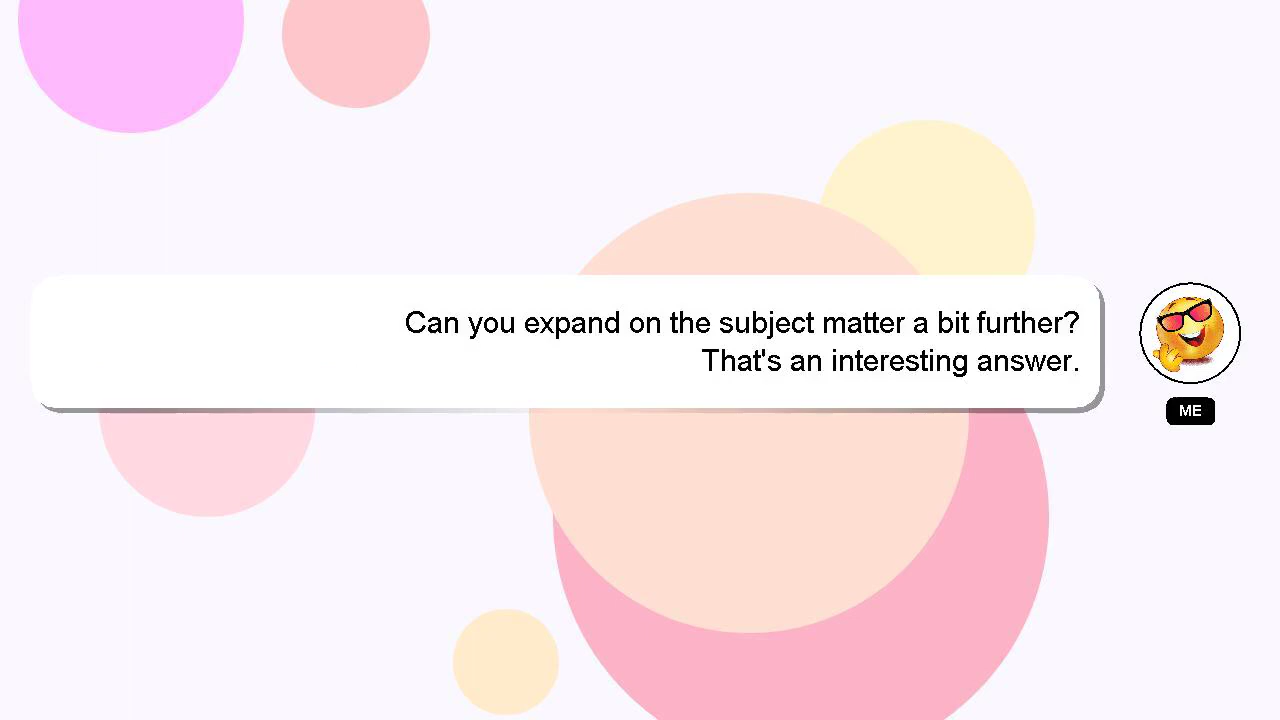 Can you expand on the subject matter a bit further?
That's an interesting answer.
ME